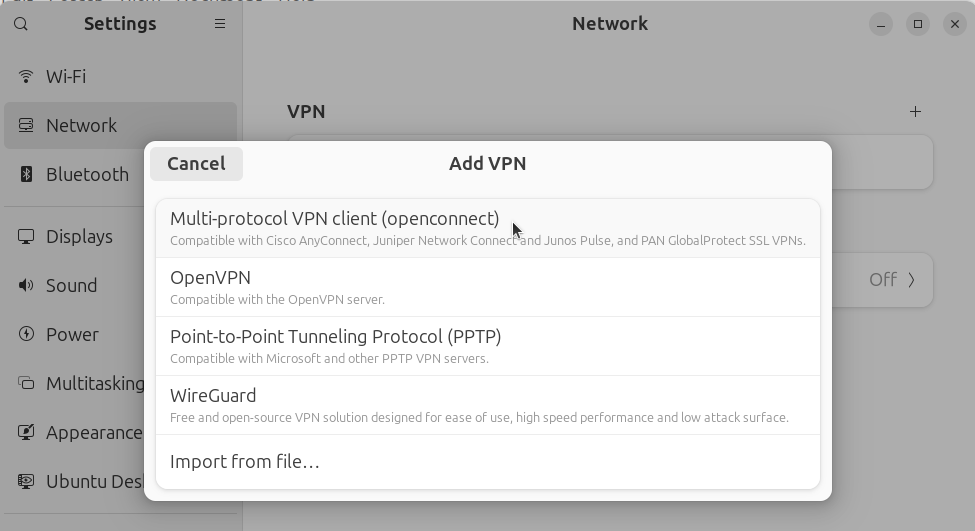 Settings
Network
Wi-Fi
Network
Bluetooth
Displays
Sound
Power
Multitasking
Appearance
Ubuntu Des
VPN
Off
Cancel
Add VPN
Multi-protocol VPN client (openconnect)
Compatible with Cisco AnyConnect, Juniper Network Connect and Junos Pulse, and PAN GlobalProtect SSL VPNs.
OpenVPN
Compatible with the OpenVPN server.
Point-to-Point Tunneling Protocol (PPTP)
Compatible with Microsoft and other PPTP VPN servers.
WireGuard
Free and open-source VPN solution designed for ease of use, high speed performance and low attack surface.
Import from file…